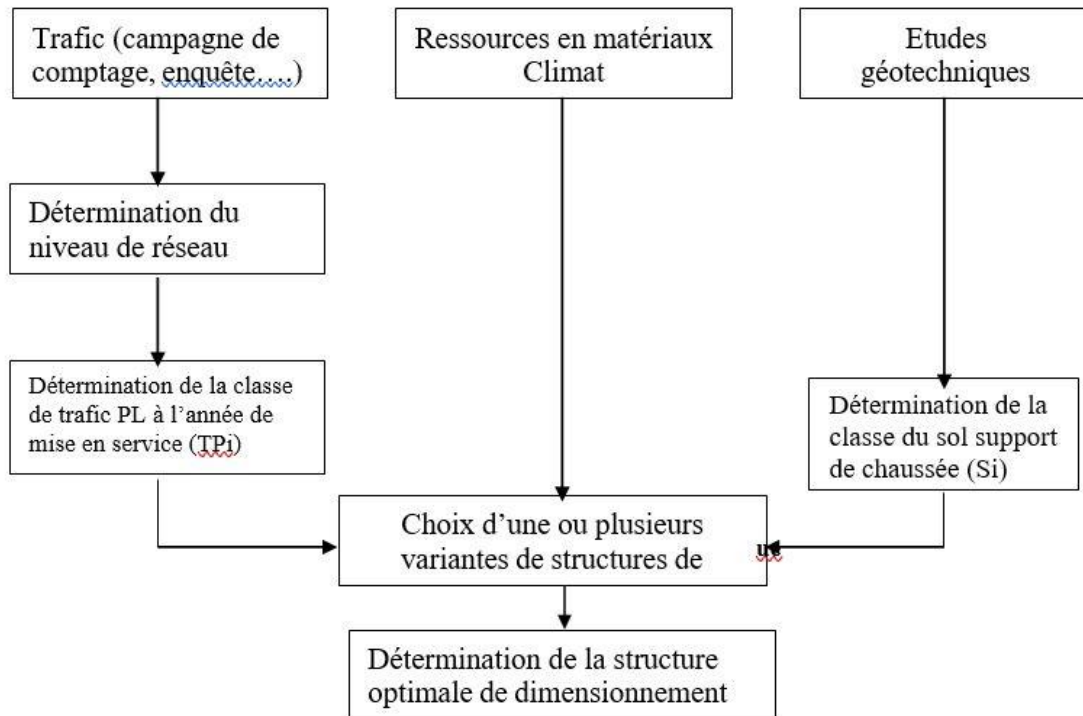 Trafic (campagne de
comptage, enquête….)
Ressources en matériaux
Climat
Etudes
géotechniques
Détermination du
niveau de réseau
Détermination de la classe
de trafic PL à l’année de
mise en service (TPi)
Détermination de la
classe du sol support
de chaussée (Si)
Choix d’une ou plusieurs
variantes de structures de
Détermination de la structure
optimale de dimensionnement